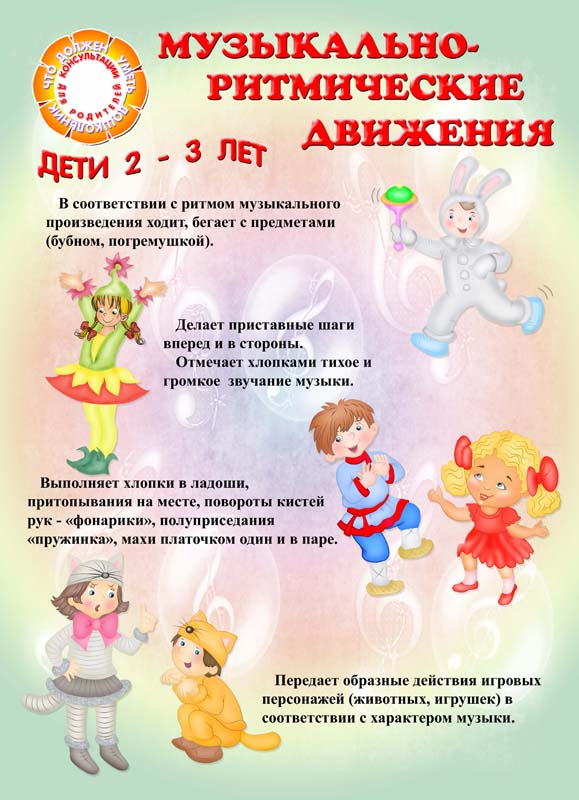 ЧТО ДОЛЖЕН УМЕТЬ
ДОШКОЛЬНИК
КОНСУЛЬТАЦИИ ДЛЯ РОДИТЕЛЕЙ
МУЗЫКАЛЬНО-
РИТМИЧЕСКИЕ
ДВИЖЕНИЯ
ДЕТИ 2 - 3 ЛЕТ
В соответствии с ритмом музыкального
произведения ходит, бегает с предметами
(бубном, погремушкой).
Делает приставные шаги
вперед и в стороны.
Отмечает хлопками тихое и
громкое звучание музыки.
Выполняет хлопки в ладоши,
притопывания на месте, повороты кистей
рук - «фонарики», полуприседания
«пружинка», махи платочком один и в паре.
Передает образные действия игровых
персонажей (животных, игрушек) в
соответствии с характером музыки.